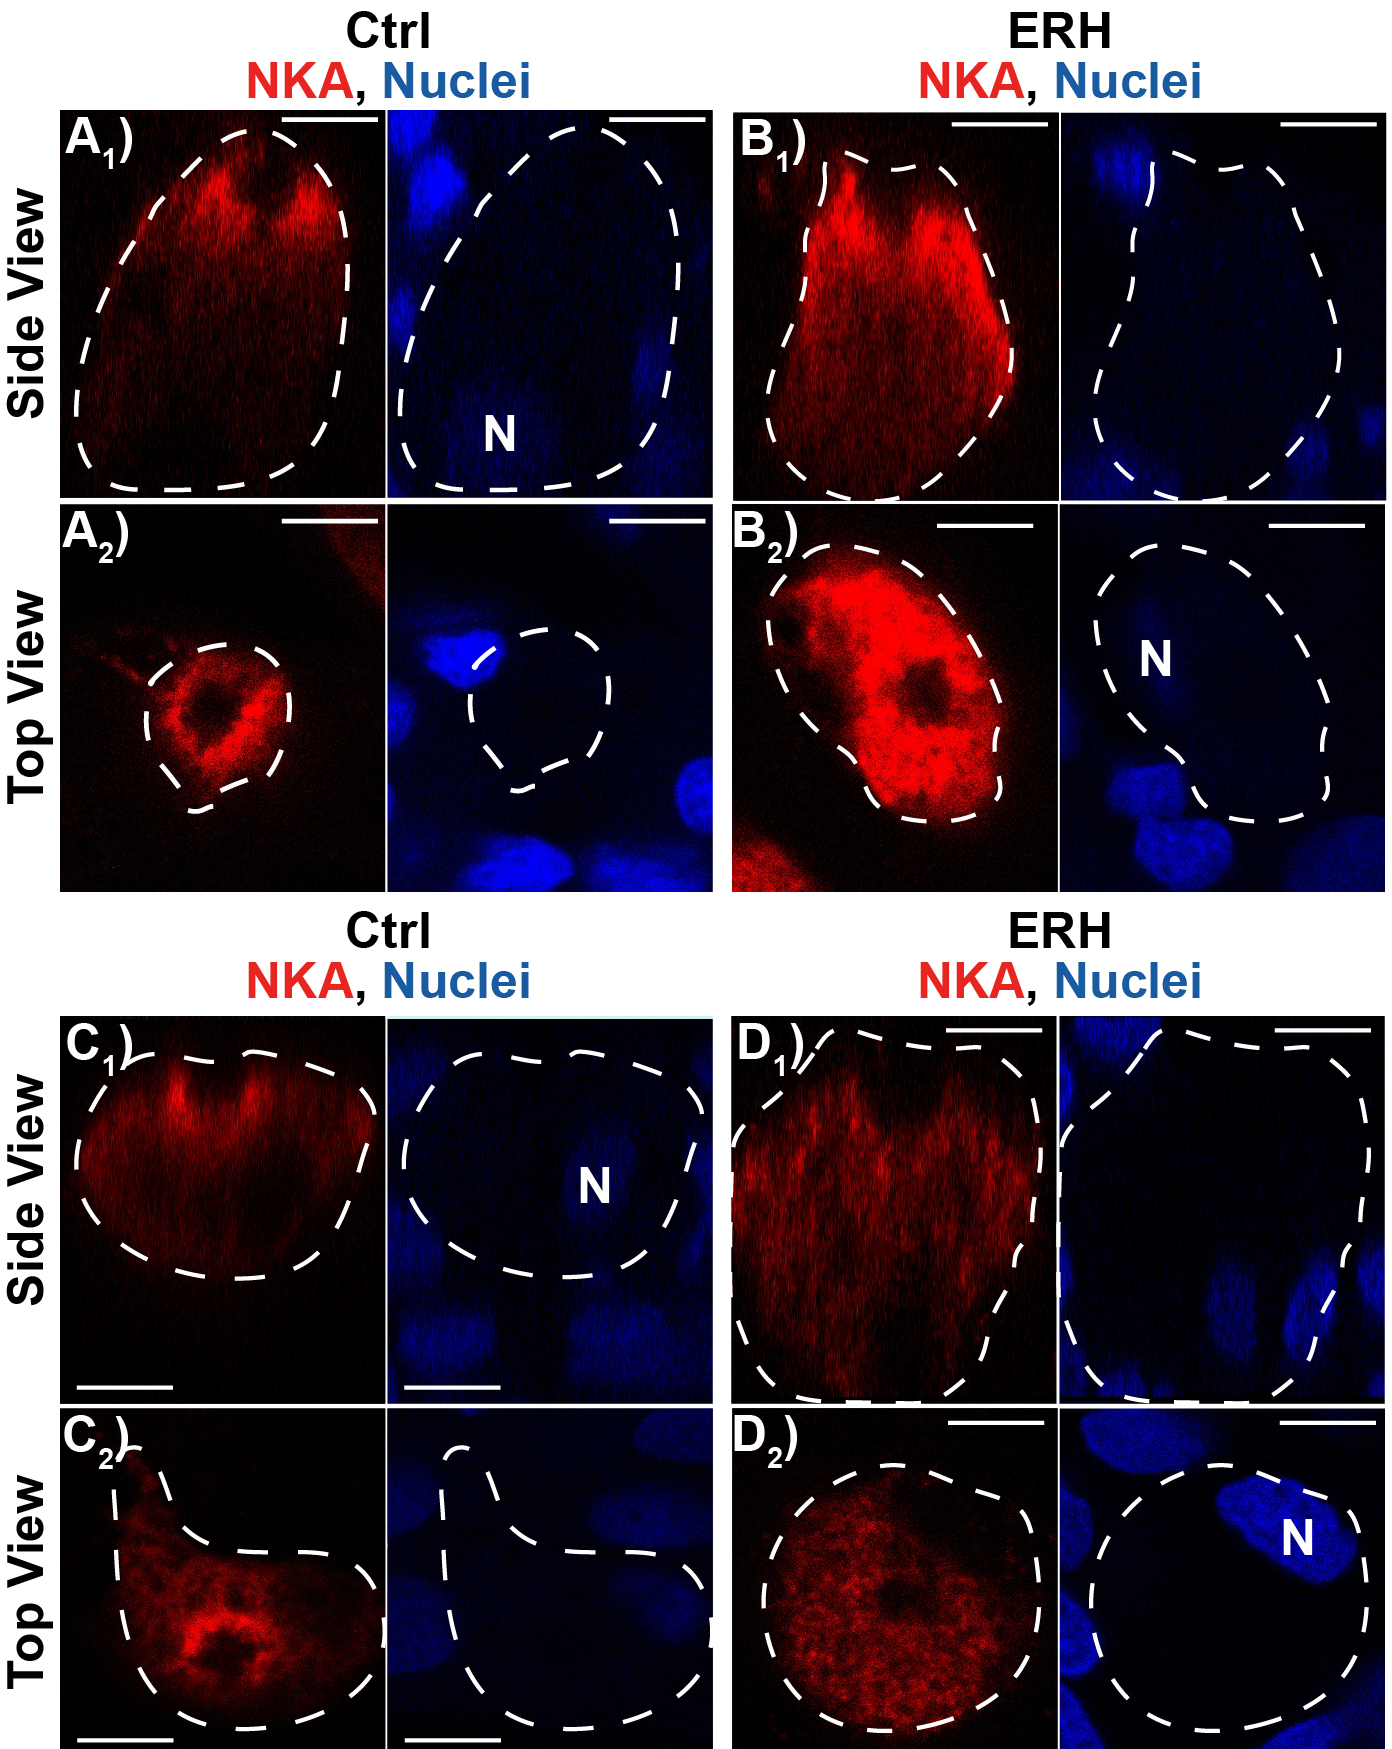 Ctrl
NKA, Nuclei
ERH
NKA, Nuclei
Side View
A1)
N
B1)
Top View
A2)
B2)
N
Ctrl
NKA, Nuclei
ERH
NKA, Nuclei
Side View
C1)
N
D1)
Top View
C2)
D2)
N